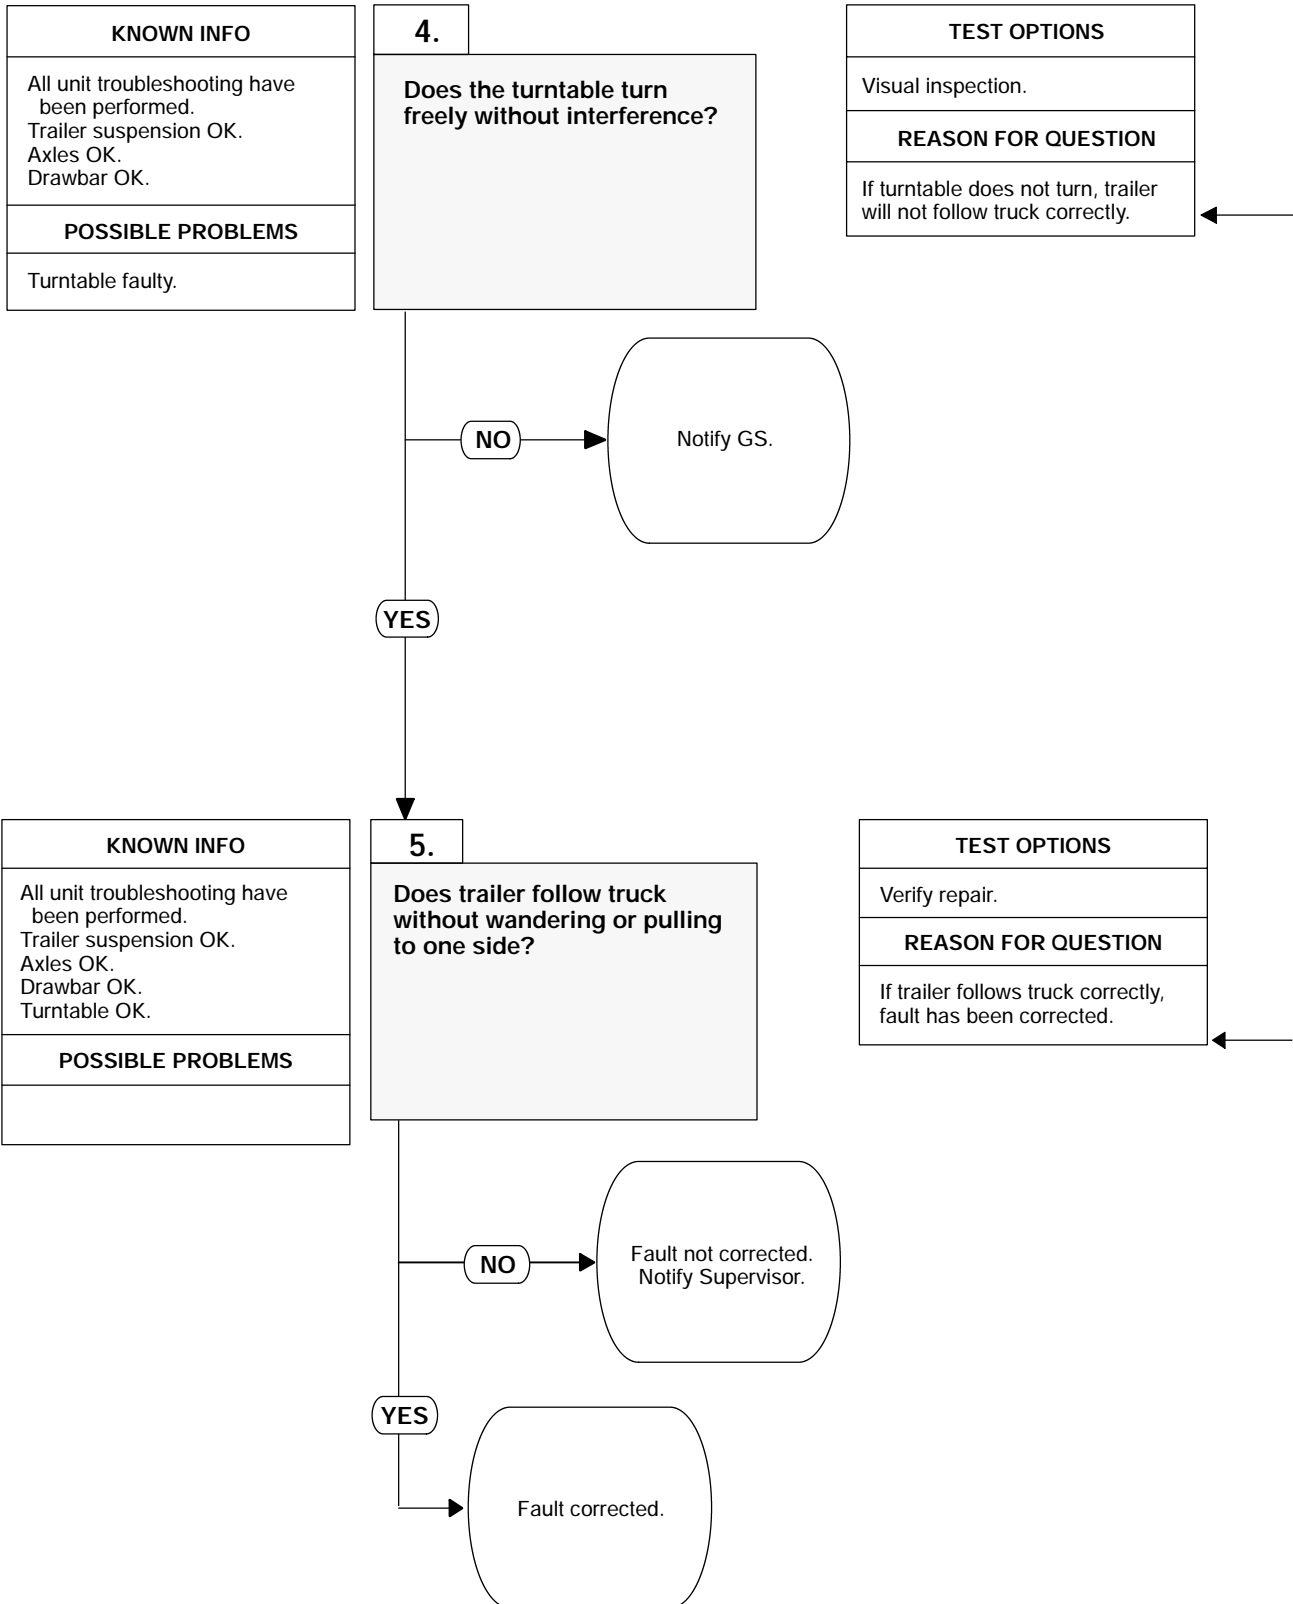 KNOWN INFO
All unit troubleshooting have
been performed.
Trailer suspension OK.
Axles OK.
Drawbar OK.
POSSIBLE PROBLEMS
Turntable faulty.
4.
Does the turntable turn
freely without interference?
TEST OPTIONS
Visual inspection.
REASON FOR QUESTION
If turntable does not turn, trailer
will not follow truck correctly.
NO
Notify GS.
YES
KNOWN INFO
All unit troubleshooting have
been performed.
Trailer suspension OK.
Axles OK.
Drawbar OK.
Turntable OK.
POSSIBLE PROBLEMS
5.
Does trailer follow truck
without wandering or pulling
to one side?
TEST OPTIONS
Verify repair.
REASON FOR QUESTION
If trailer follows truck correctly,
fault has been corrected.
NO
Fault not corrected.
Notify Supervisor.
YES
Fault corrected.